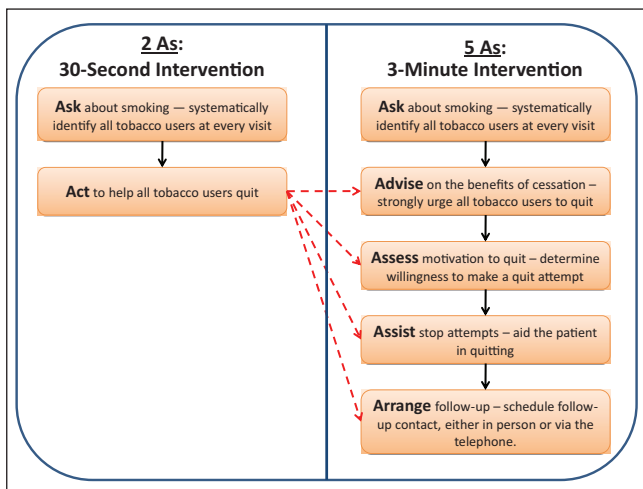 2 As:
30-Second Intervention
Ask about smoking — systematically
identify all tobacco users at every visit
Act to help all tobacco users quit
5 As:
3-Minute Intervention
Ask about smoking — systematically
identify all tobacco users at every visit
Advise on the benefits of cessation –
strongly urge all tobacco users to quit
Assess motivation to quit – determine
willingness to make a quit attempt
Assist stop attempts – aid the patient
in quitting
Arrange follow-up – schedule follow-
up contact, either in person or via the
telephone.